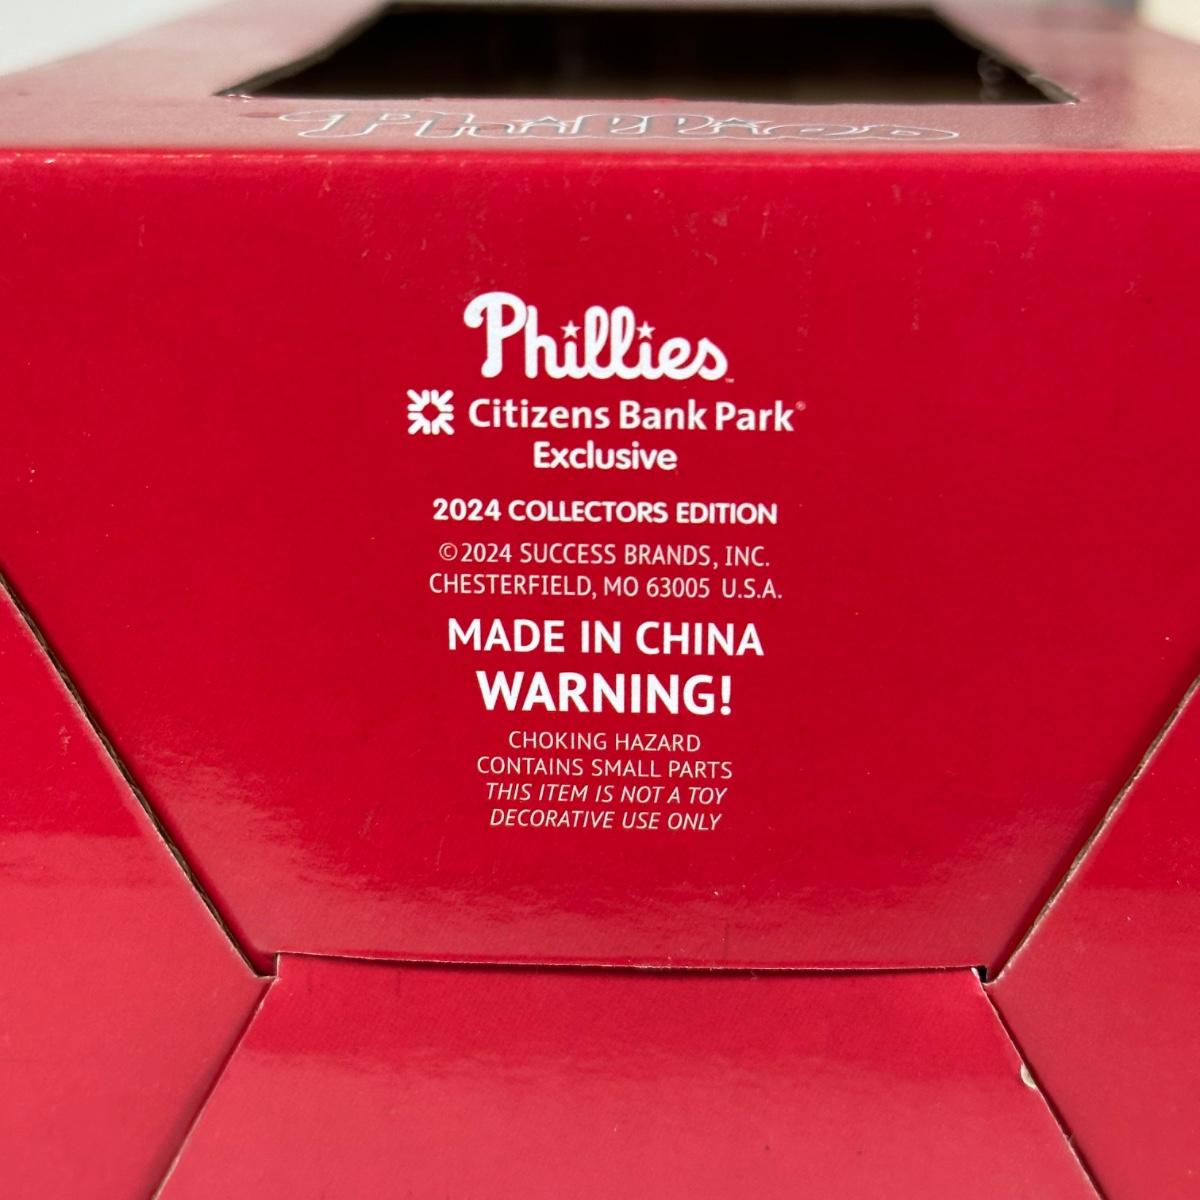 Phillies
Phillies™
Citizens Bank Park®
Exclusive
2024 COLLECTORS EDITION
©2024 SUCCESS BRANDS, INC.
CHESTERFIELD, MO 63005 U.S.A.
MADE IN CHINA
WARNING!
CHOKING HAZARD
CONTAINS SMALL PARTS
THIS ITEM IS NOT A TOY
DECORATIVE USE ONLY